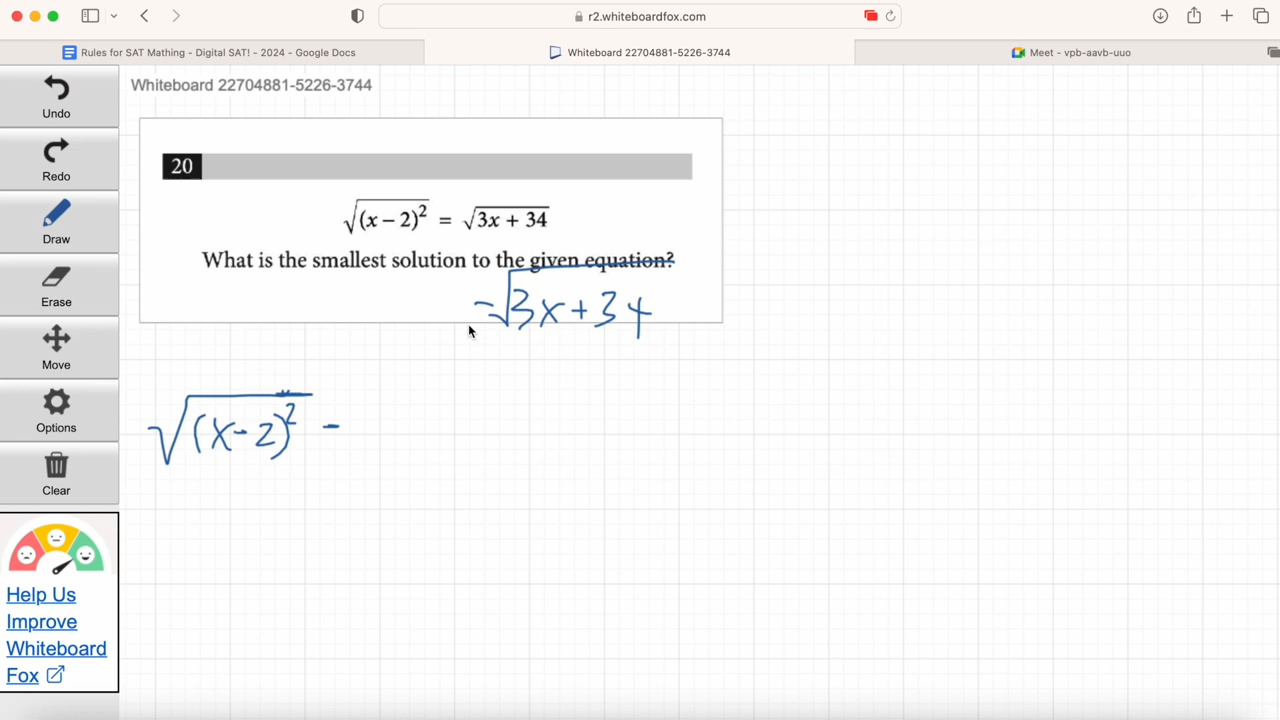 r2.whiteboardfox.com
Rules for SAT Mathing - Digital SAT! - 2024 - Google Docs
Whiteboard 22704881-5226-3744
Meet - vpb-aavb-uuo
Whiteboard 22704881-5226-3744
Undo
Redo
Draw
Erase
Move
Options
Clear
Help Us
Improve
Whiteboard
Fox
20
√(x − 2)² = √3x + 34
What is the smallest solution to the given equation?
-√3x+34
√(x-2)² -